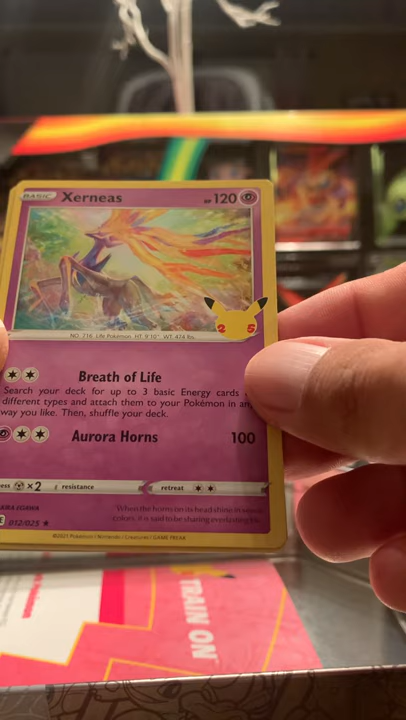 BASIC Xerneas HP 120
25
NO. 716 Life Pokémon HT: 9'10" WT: 474 lbs.
Breath of Life
Search your deck for up to 3 basic Energy cards
different types and attach them to your Pokémon in any
way you like. Then, shuffle your deck.
Aurora Horns 100
ness ×2 resistance retreat
When the horns on its head shine in seven
colors, it is said to be sharing everlasting life.
012/025 ★
©2021 Pokémon / Nintendo / Creatures / GAME FREAK
TRAIN ON